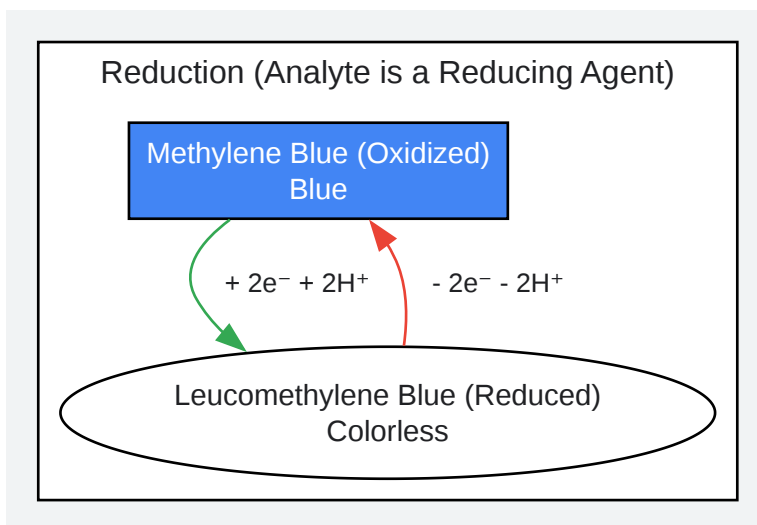 Reduction (Analyte is a Reducing Agent)
Methylene Blue (Oxidized)
Blue
+ 2e⁻ + 2H⁺
- 2e⁻ - 2H⁺
Leucomethylene Blue (Reduced)
Colorless